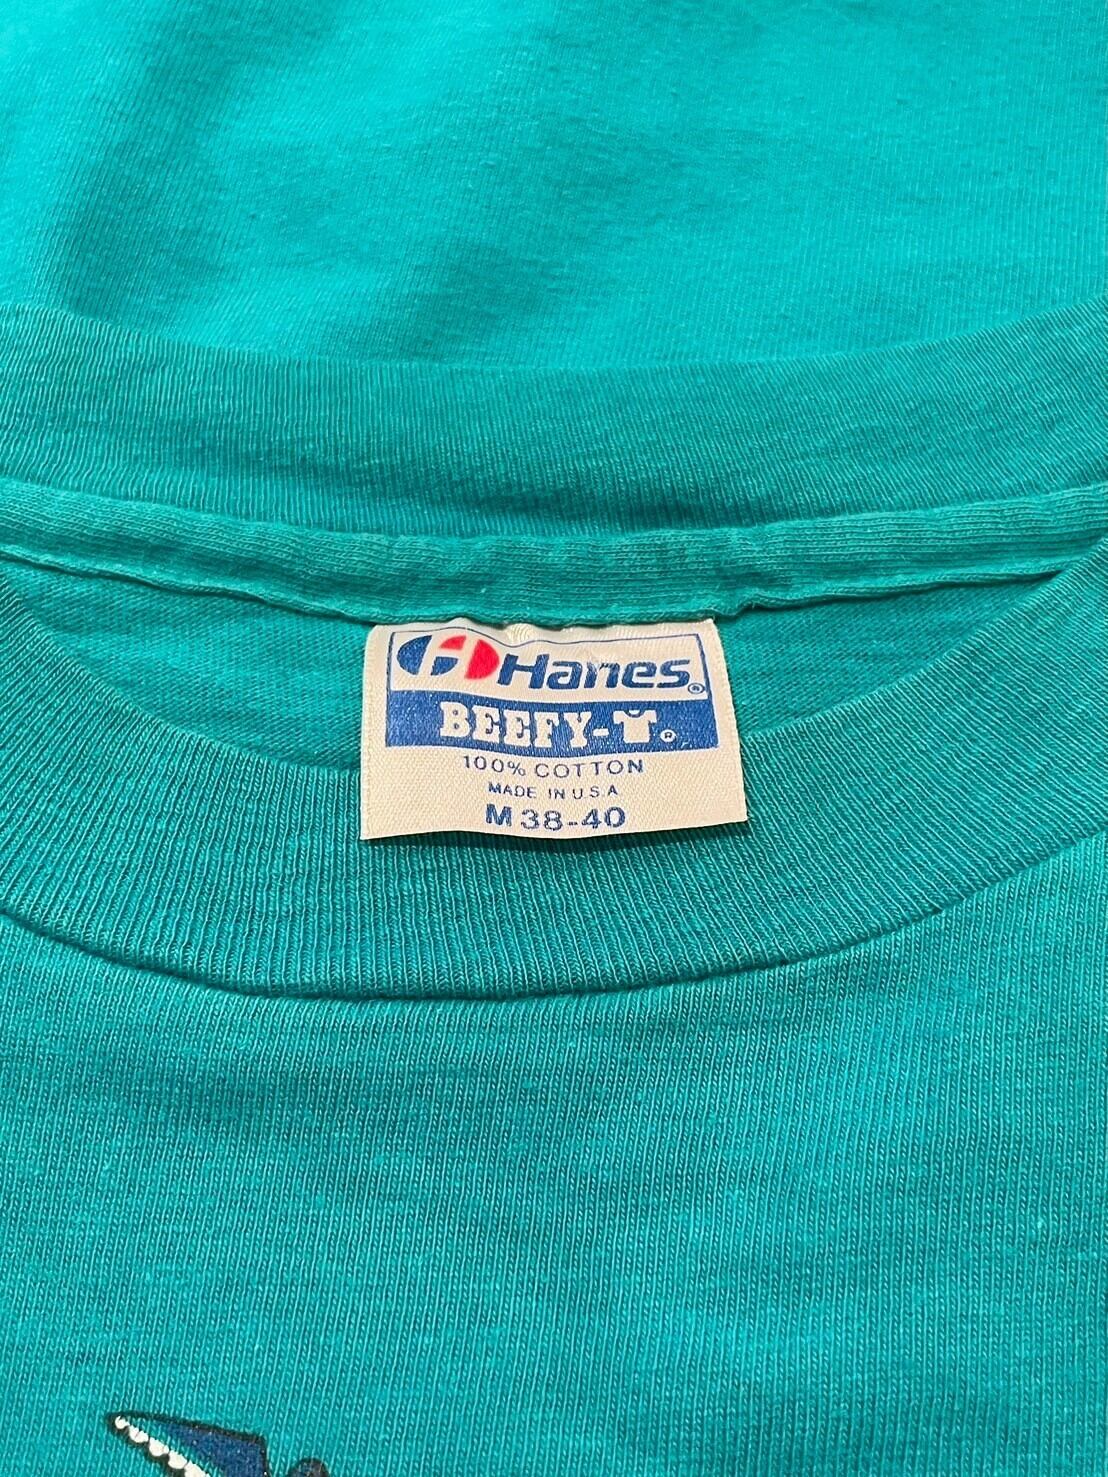 Hanes®
BEEFY-T®
100% COTTON
MADE IN U.S.A
M 38-40